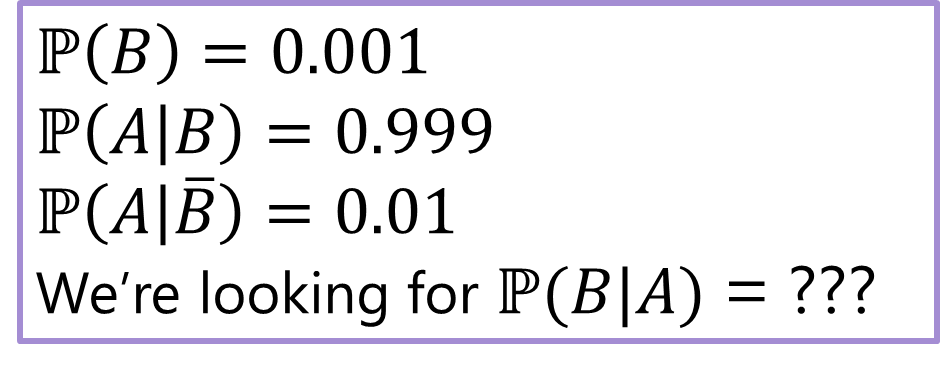 ℙ(𝐵) = 0.001
ℙ(𝐴|𝐵) = 0.999
ℙ(𝐴|𝐵̅) = 0.01
We’re looking for ℙ(𝐵|𝐴) = ???